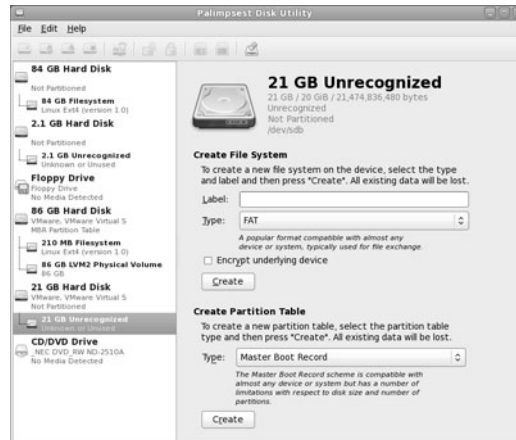 Palimpsest Disk Utility
File Edit Help
84 GB Hard Disk
Not Partitioned
84 GB Filesystem
Linux Ext4 (version 1.0)
2.1 GB Hard Disk
Not Partitioned
2.1 GB Unrecognized
Unknown or Unused
Floppy Drive
Floppy Drive
No Media Detected
86 GB Hard Disk
VMware, VMware Virtual S
MBR Partition Table
210 MB Filesystem
Linux Ext4 (version 1.0)
86 GB LVM2 Physical Volume
86 GB
21 GB Hard Disk
VMware, VMware Virtual S
Not Partitioned
21 GB Unrecognized
Unknown or Unused
CD/DVD Drive
_NEC DVD_RW ND-2510A
No Media Detected
21 GB Unrecognized
21 GB / 20 GiB / 21,474,836,480 bytes
Unrecognized
Not Partitioned
/dev/sdb
Create File System
To create a new file system on the device, select the type
and label and then press "Create". All existing data will be lost.
Label:
Type: FAT
A popular format compatible with almost any
device or system, typically used for file exchange.
Encrypt underlying device
Create
Create Partition Table
To create a new partition table, select the partition table
type and then press "Create". All existing data will be lost.
Type: Master Boot Record
The Master Boot Record scheme is compatible with
almost any device or system but has a number of
limitations with respect to disk size and number of
partitions.
Create